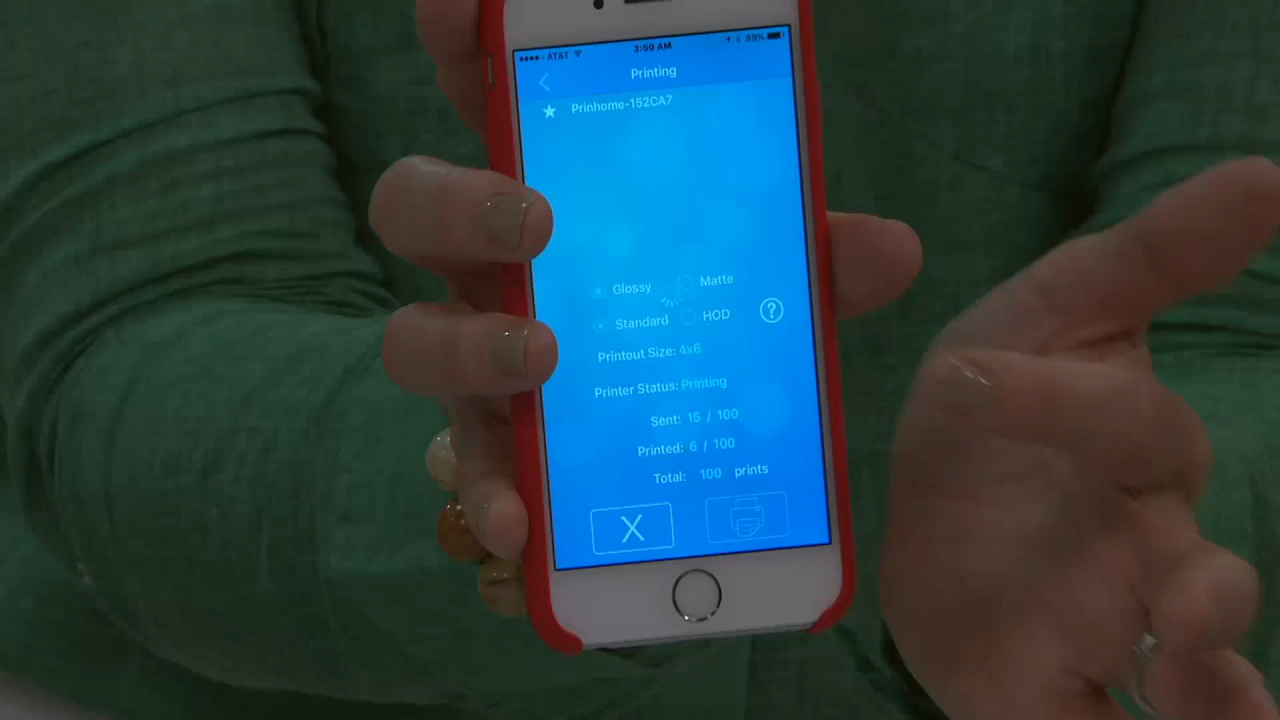 AT&T 3:50 AM 89%
Printing
Prinhome-152CA7
Glossy Matte
Standard HOD ?
Printout Size: 4x6
Printer Status: Printing
Sent: 15 / 100
Printed: 6 / 100
Total: 100 prints
X